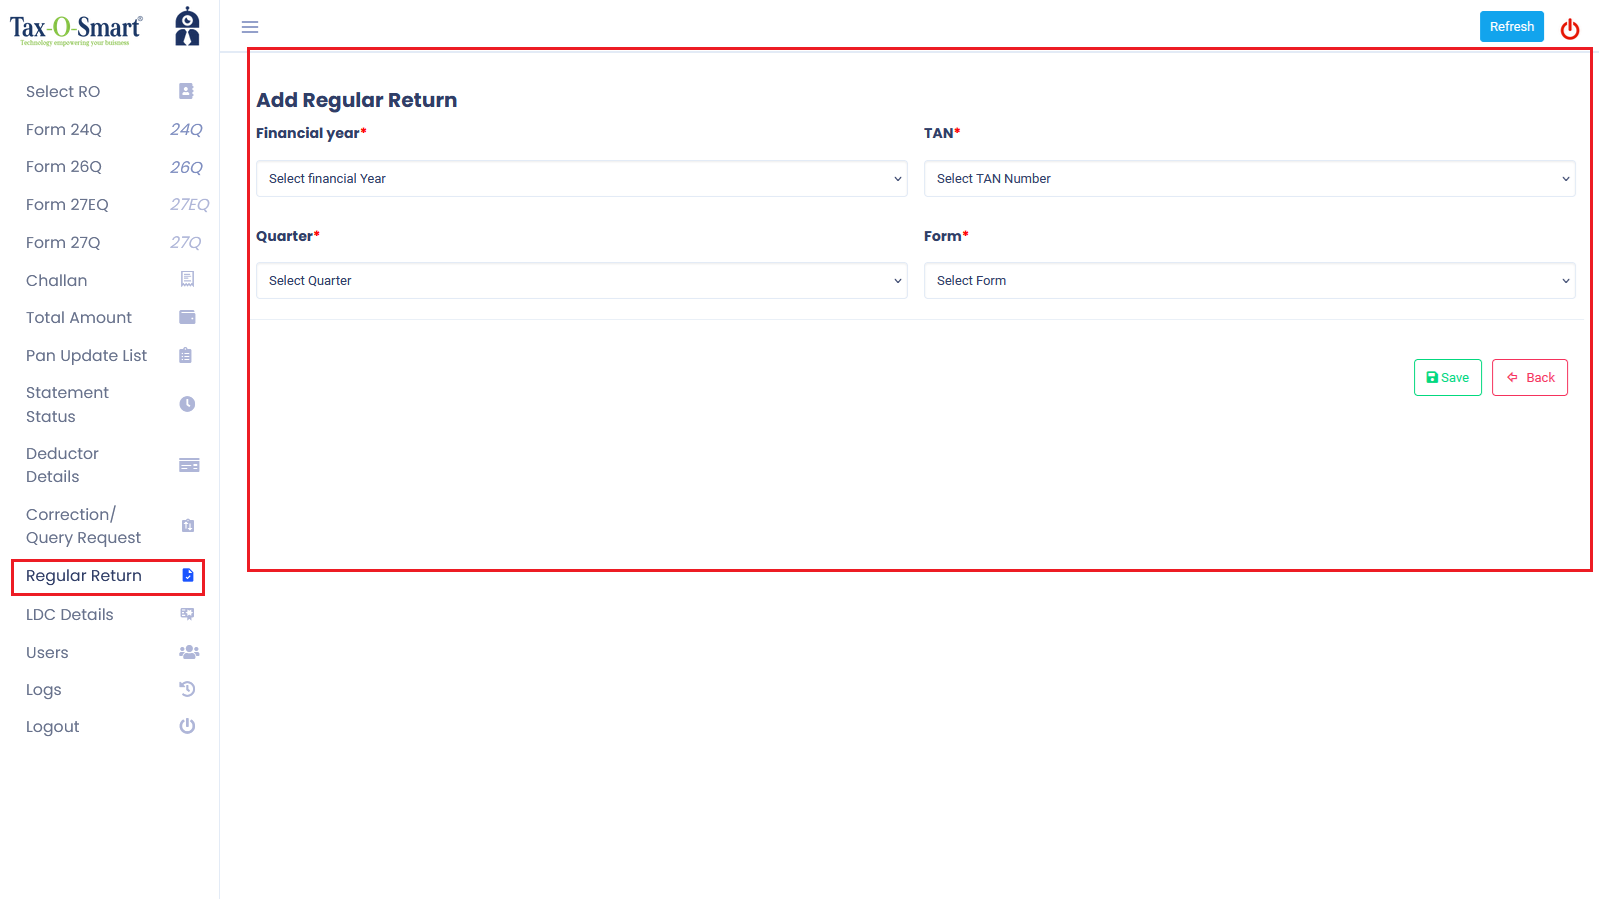 Tax-O-Smart®
Technology empowering your buisness
Refresh
Select RO
Form 24Q 24Q
Form 26Q 26Q
Form 27EQ 27EQ
Form 27Q 27Q
Challan
Total Amount
Pan Update List
Statement
Status
Deductor
Details
Correction/
Query Request
Regular Return
LDC Details
Users
Logs
Logout
Add Regular Return
Financial year* TAN*
Select financial Year Select TAN Number
Quarter* Form*
Select Quarter Select Form
Save Back